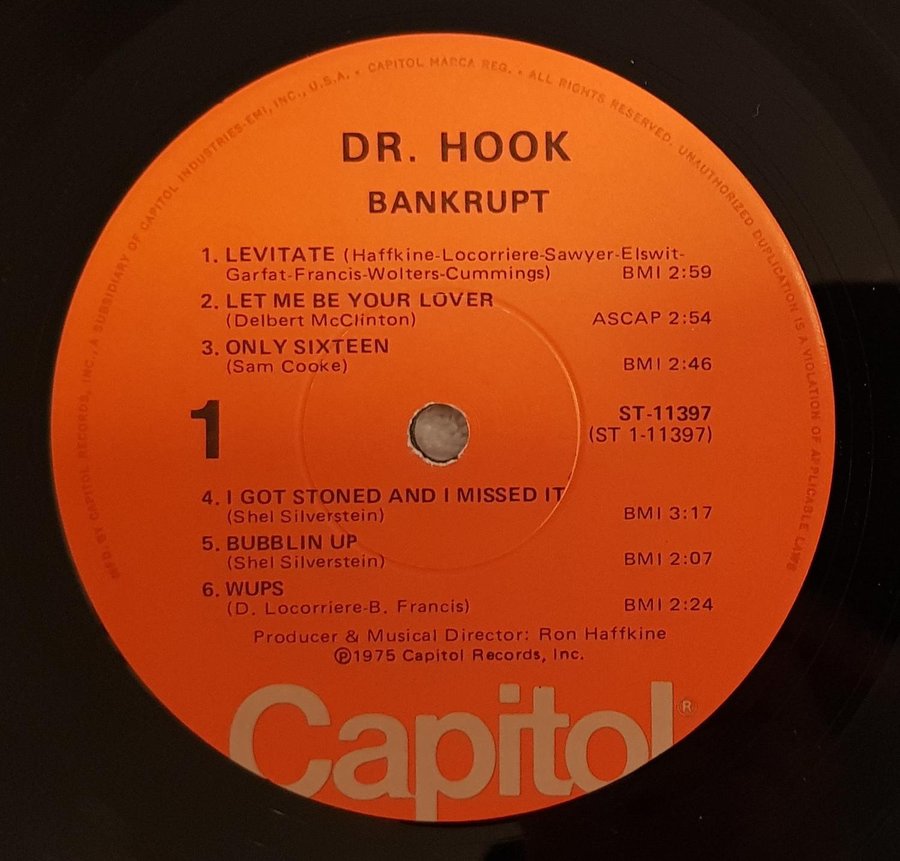 MFD. BY CAPITOL RECORDS, INC., A SUBSIDIARY OF CAPITOL INDUSTRIES-EMI, INC., U.S.A. • CAPITOL MARCA REG. • ALL RIGHTS RESERVED. UNAUTHORIZED DUPLICATION IS A VIOLATION OF APPLICABLE LAWS
DR. HOOK
BANKRUPT
1. LEVITATE (Haffkine-Locorriere-Sawyer-Elswit-
Garfat-Francis-Wolters-Cummings) BMI 2:59
2. LET ME BE YOUR LOVER
(Delbert McClinton) ASCAP 2:54
3. ONLY SIXTEEN
(Sam Cooke) BMI 2:46
1
ST-11397
(ST 1-11397)
4. I GOT STONED AND I MISSED IT
(Shel Silverstein) BMI 3:17
5. BUBBLIN UP
(Shel Silverstein) BMI 2:07
6. WUPS
(D. Locorriere-B. Francis) BMI 2:24
Producer & Musical Director: Ron Haffkine
℗1975 Capitol Records, Inc.
Capitol®